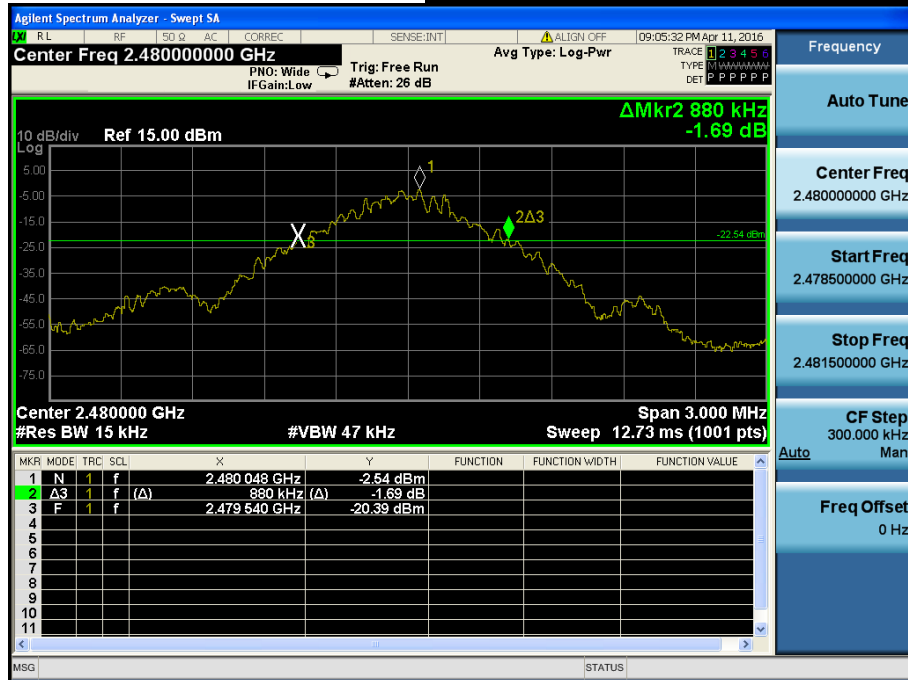 Agilent Spectrum Analyzer - Swept SA
LXI RL RF 50 Ω AC CORREC SENSE:INT ALIGN OFF 09:05:32 PM Apr 11, 2016
Center Freq 2.480000000 GHz
PNO: Wide
IFGain:Low
Trig: Free Run
#Atten: 26 dB
Avg Type: Log-Pwr
TRACE 1 2 3 4 5 6
TYPE M W W W W W
DET P P P P P P
ΔMkr2 880 kHz
-1.69 dB
10 dB/div Ref 15.00 dBm
Log
5.00
-5.00
-15.0
-25.0
-35.0
-45.0
-55.0
-65.0
-75.0
1
2Δ3
3
-22.54 dBm
Center 2.480000 GHz Span 3.000 MHz
#Res BW 15 kHz #VBW 47 kHz Sweep 12.73 ms (1001 pts)
MKR MODE TRC SCL X Y FUNCTION FUNCTION WIDTH FUNCTION VALUE
1 N 1 f 2.480 048 GHz -2.54 dBm
2 Δ3 1 f (Δ) 880 kHz (Δ) -1.69 dB
3 F 1 f 2.479 540 GHz -20.39 dBm
4
5
6
7
8
9
10
11
MSG STATUS
Frequency
Auto Tune
Center Freq
2.480000000 GHz
Start Freq
2.478500000 GHz
Stop Freq
2.481500000 GHz
CF Step
300.000 kHz
Auto Man
Freq Offset
0 Hz